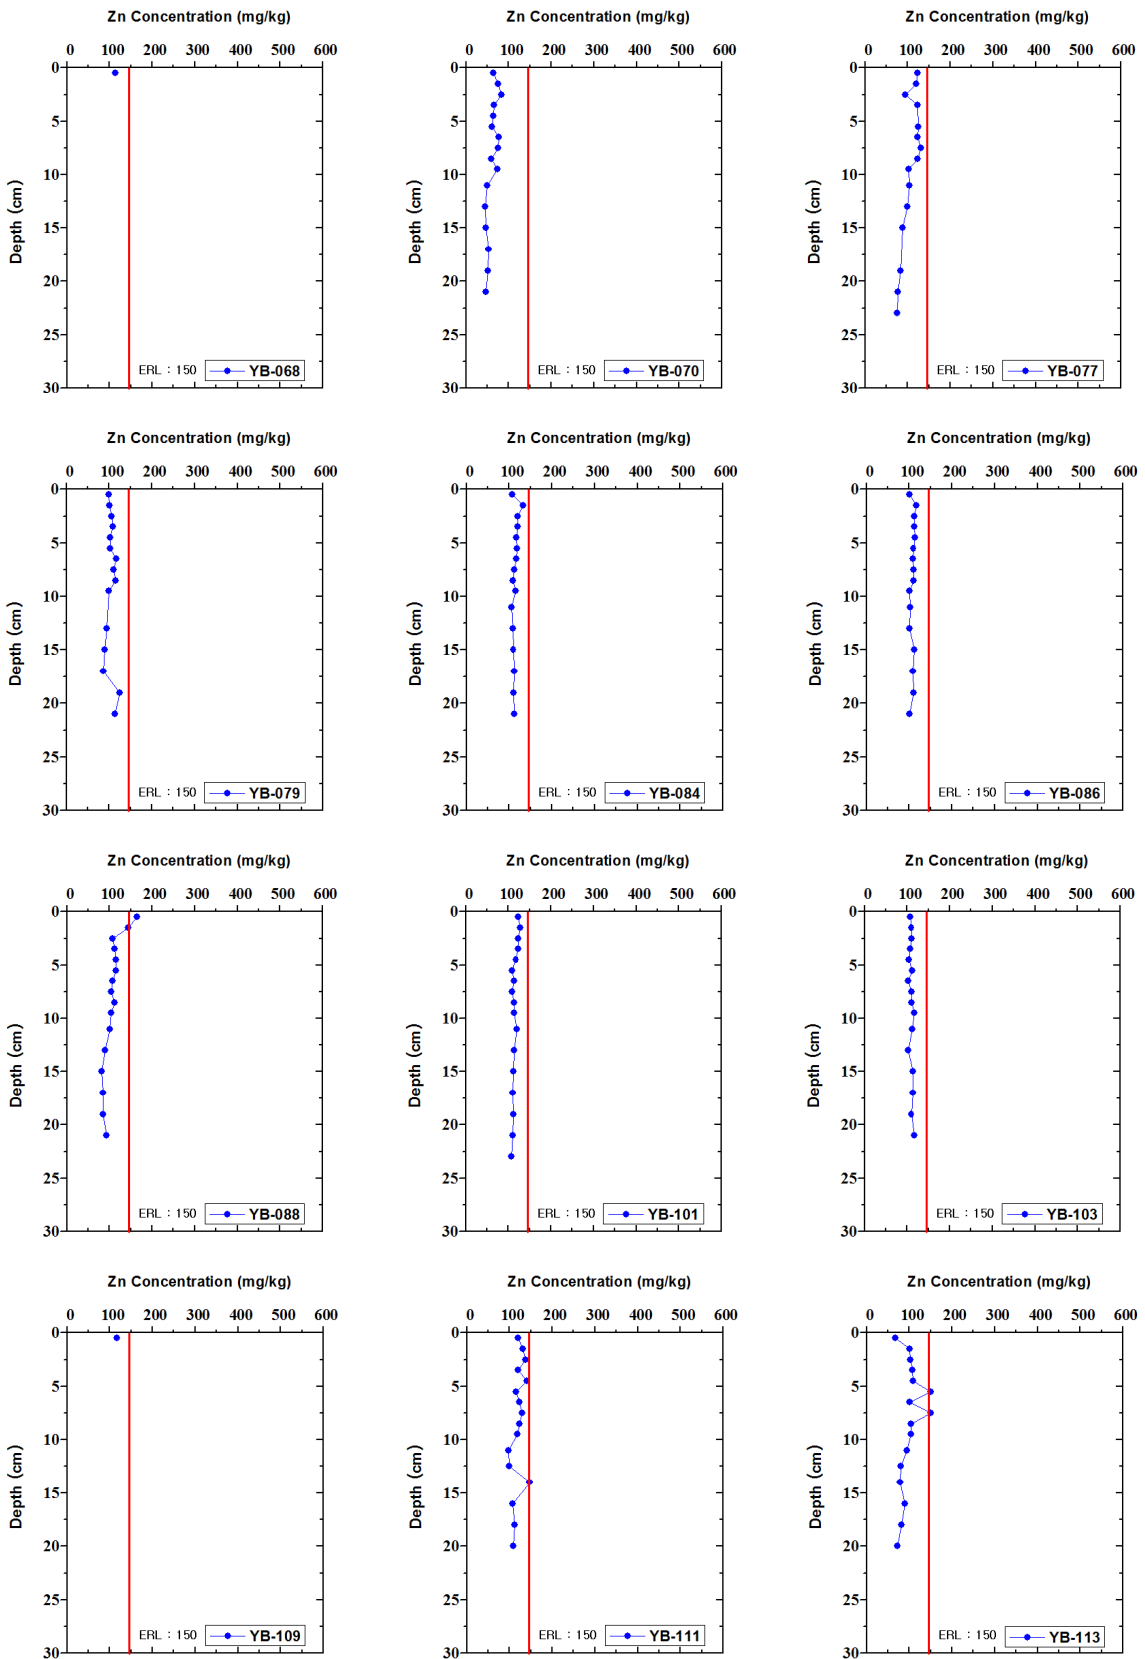 Zn Concentration (mg/kg) Zn Concentration (mg/kg) Zn Concentration (mg/kg)
0 100 200 300 400 500 600 0 100 200 300 400 500 600 0 100 200 300 400 500 600
0 0 0
5 5 5
10 10 10
15 15 15
20 20 20
25 25 25
30 30 30
Depth (cm) Depth (cm) Depth (cm)
ERL : 150 YB-068 ERL : 150 YB-070 ERL : 150 YB-077
Zn Concentration (mg/kg) Zn Concentration (mg/kg) Zn Concentration (mg/kg)
0 100 200 300 400 500 600 0 100 200 300 400 500 600 0 100 200 300 400 500 600
0 0 0
5 5 5
10 10 10
15 15 15
20 20 20
25 25 25
30 30 30
Depth (cm) Depth (cm) Depth (cm)
ERL : 150 YB-079 ERL : 150 YB-084 ERL : 150 YB-086
Zn Concentration (mg/kg) Zn Concentration (mg/kg) Zn Concentration (mg/kg)
0 100 200 300 400 500 600 0 100 200 300 400 500 600 0 100 200 300 400 500 600
0 0 0
5 5 5
10 10 10
15 15 15
20 20 20
25 25 25
30 30 30
Depth (cm) Depth (cm) Depth (cm)
ERL : 150 YB-088 ERL : 150 YB-101 ERL : 150 YB-103
Zn Concentration (mg/kg) Zn Concentration (mg/kg) Zn Concentration (mg/kg)
0 100 200 300 400 500 600 0 100 200 300 400 500 600 0 100 200 300 400 500 600
0 0 0
5 5 5
10 10 10
15 15 15
20 20 20
25 25 25
30 30 30
Depth (cm) Depth (cm) Depth (cm)
ERL : 150 YB-109 ERL : 150 YB-111 ERL : 150 YB-113